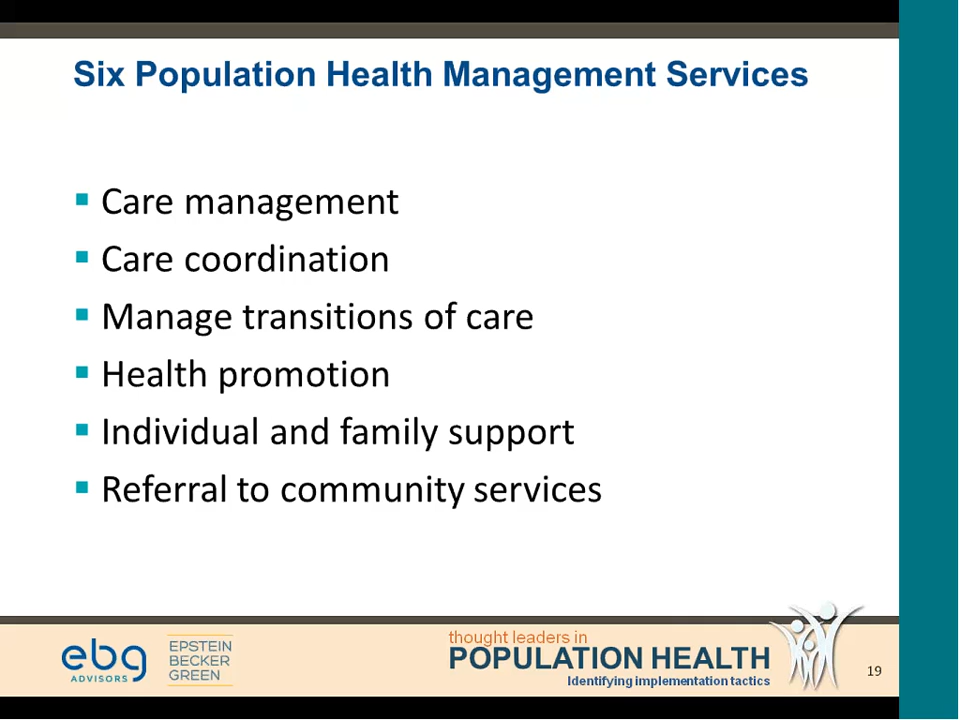 Six Population Health Management Services
Care management
Care coordination
Manage transitions of care
Health promotion
Individual and family support
Referral to community services
ebg
ADVISORS
EPSTEIN
BECKER
GREEN
thought leaders in
POPULATION HEALTH
Identifying implementation tactics
19